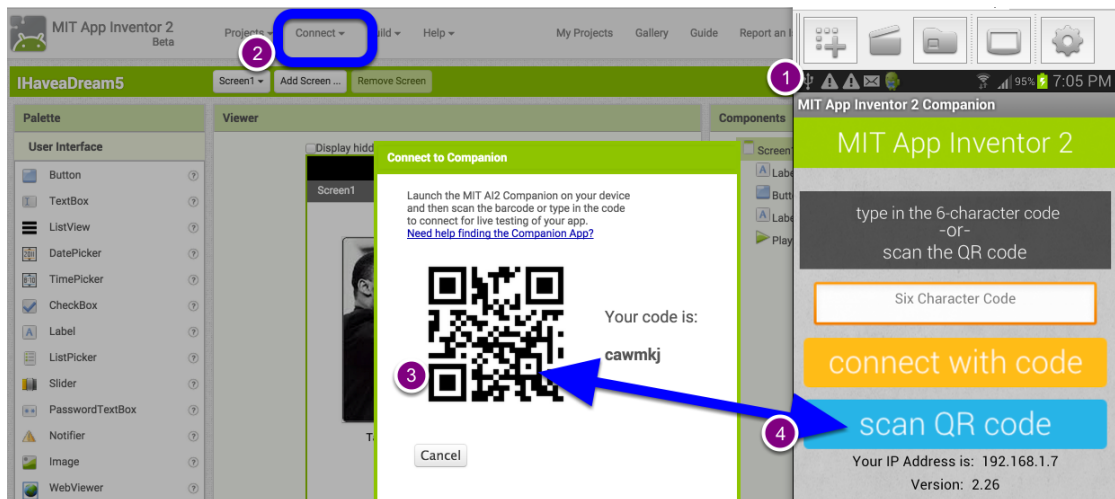 MIT App Inventor 2
Beta
Projects
Connect
Build
Help
My Projects
Gallery
Guide
Report an I
2
IHaveaDream5
Screen1
Add Screen ...
Remove Screen
Palette
Viewer
Components
User Interface
Button
TextBox
ListView
DatePicker
TimePicker
CheckBox
Label
ListPicker
Slider
PasswordTextBox
Notifier
Image
WebViewer
Display hidd
Screen1
Ta
Connect to Companion
Launch the MIT AI2 Companion on your device
and then scan the barcode or type in the code
to connect for live testing of your app.
Need help finding the Companion App?
Your code is:
cawmkj
3
Cancel
Screen1
Labe
Butt
Labe
Play
1
95% 7:05 PM
MIT App Inventor 2 Companion
MIT App Inventor 2
type in the 6-character code
-or-
scan the QR code
Six Character Code
connect with code
scan QR code
4
Your IP Address is: 192.168.1.7
Version: 2.26